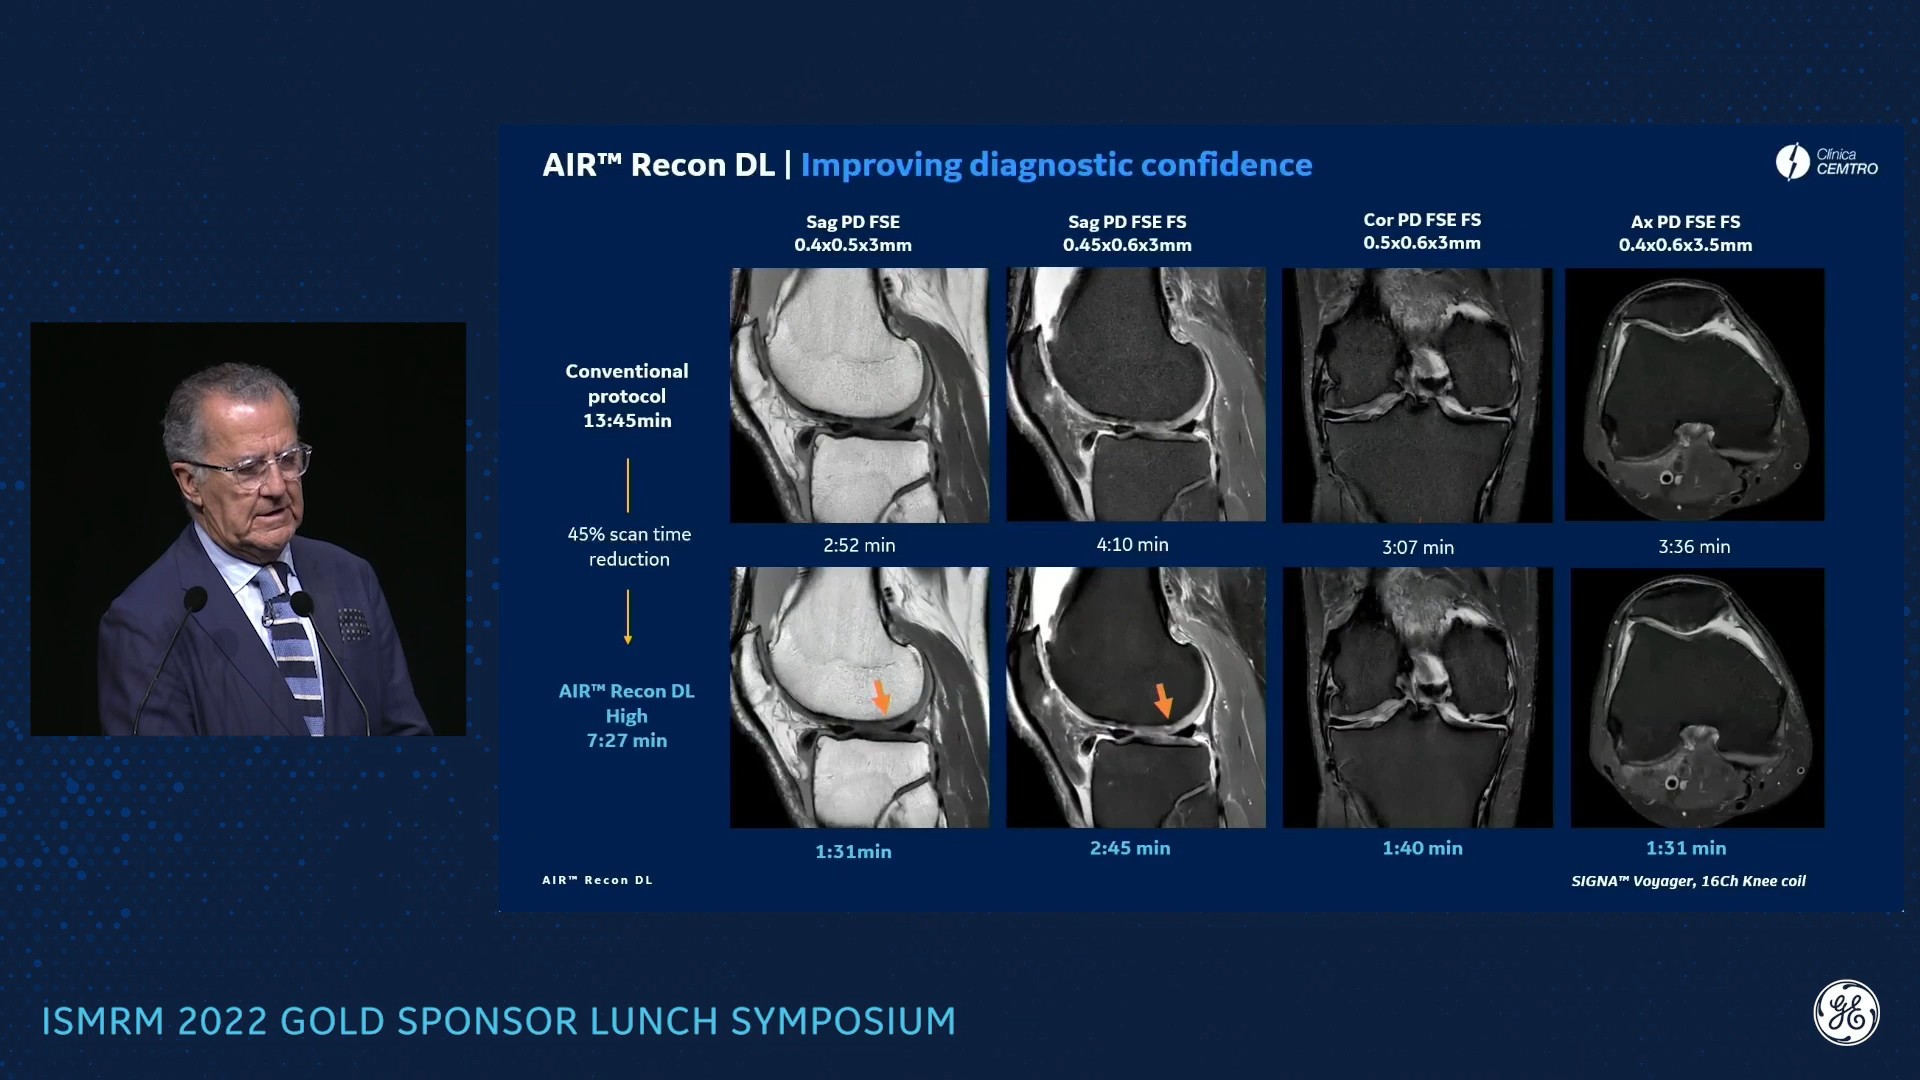 AIR™ Recon DL | Improving diagnostic confidence
Clínica
CEMTRO
Sag PD FSE
0.4x0.5x3mm
Sag PD FSE FS
0.45x0.6x3mm
Cor PD FSE FS
0.5x0.6x3mm
Ax PD FSE FS
0.4x0.6x3.5mm
Conventional
protocol
13:45min
2:52 min
4:10 min
3:07 min
3:36 min
45% scan time
reduction
AIR™ Recon DL
High
7:27 min
1:31min
2:45 min
1:40 min
1:31 min
AIR™ Recon DL
SIGNA™ Voyager, 16Ch Knee coil
ISMRM 2022 GOLD SPONSOR LUNCH SYMPOSIUM
GE